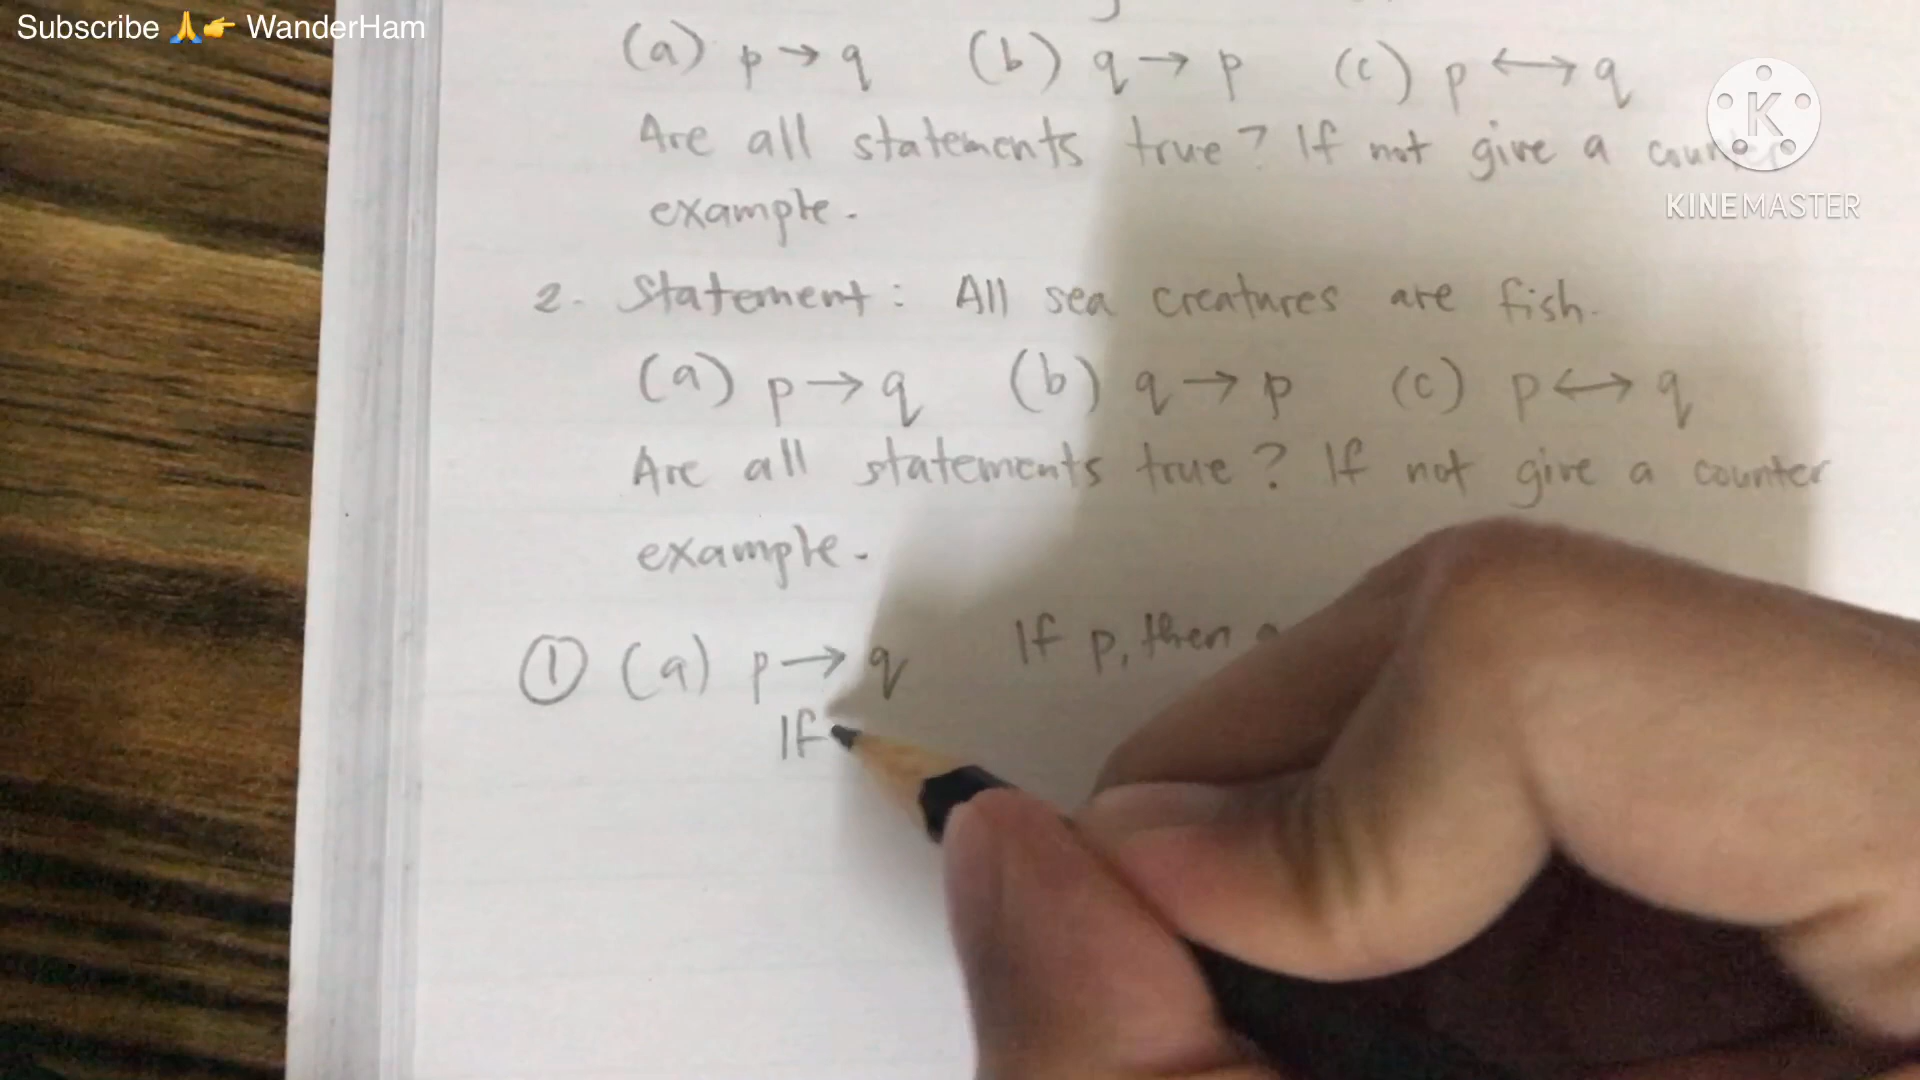 Subscribe 🙏👉 WanderHam
(a) p → q (b) q → p (c) p ↔ q
Are all statements true? If not give a counter
example.
K
KINEMASTER
2. Statement: All sea creatures are fish.
(a) p → q (b) q → p (c) p ↔ q
Are all statements true? If not give a counter
example.
① (a) p → q If p, then
If